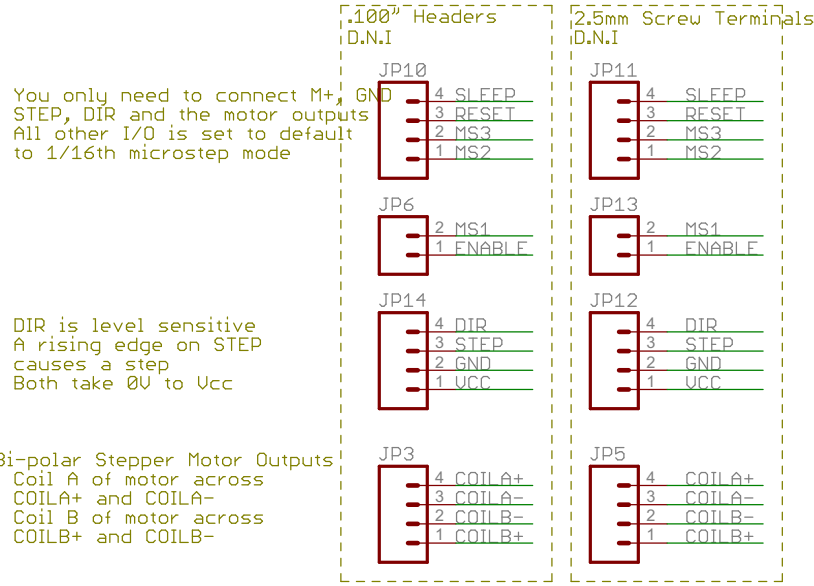 .100" Headers
D.N.I
2.5mm Screw Terminals
D.N.I
You only need to connect M+, GND
STEP, DIR and the motor outputs
All other I/O is set to default
to 1/16th microstep mode
JP10
4 SLEEP
3 RESET
2 MS3
1 MS2
JP11
4 SLEEP
3 RESET
2 MS3
1 MS2
JP6
2 MS1
1 ENABLE
JP13
2 MS1
1 ENABLE
DIR is level sensitive
A rising edge on STEP
causes a step
Both take 0V to Vcc
JP14
4 DIR
3 STEP
2 GND
1 VCC
JP12
4 DIR
3 STEP
2 GND
1 VCC
Bi-polar Stepper Motor Outputs
Coil A of motor across
COILA+ and COILA-
Coil B of motor across
COILB+ and COILB-
JP3
4 COILA+
3 COILA-
2 COILB-
1 COILB+
JP5
4 COILA+
3 COILA-
2 COILB-
1 COILB+